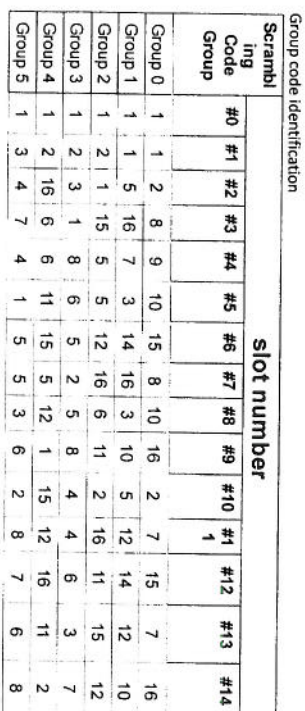 Group code identification
Scrambl
ing
Code
Group
slot number
#0 #1 #2 #3 #4 #5 #6 #7 #8 #9 #10 #1
1 #12 #13 #14
Group 0 1 1 2 8 9 10 15 8 10 16 2 7 15 7 16
Group 1 1 1 5 16 7 3 14 16 3 10 5 12 14 12 10
Group 2 1 2 1 15 5 5 12 16 6 11 2 16 11 15 12
Group 3 1 2 3 1 8 6 5 2 5 8 4 4 6 3 7
Group 4 1 2 16 6 6 11 15 5 12 1 15 12 16 11 2
Group 5 1 3 4 7 4 1 5 5 3 6 2 8 7 6 8